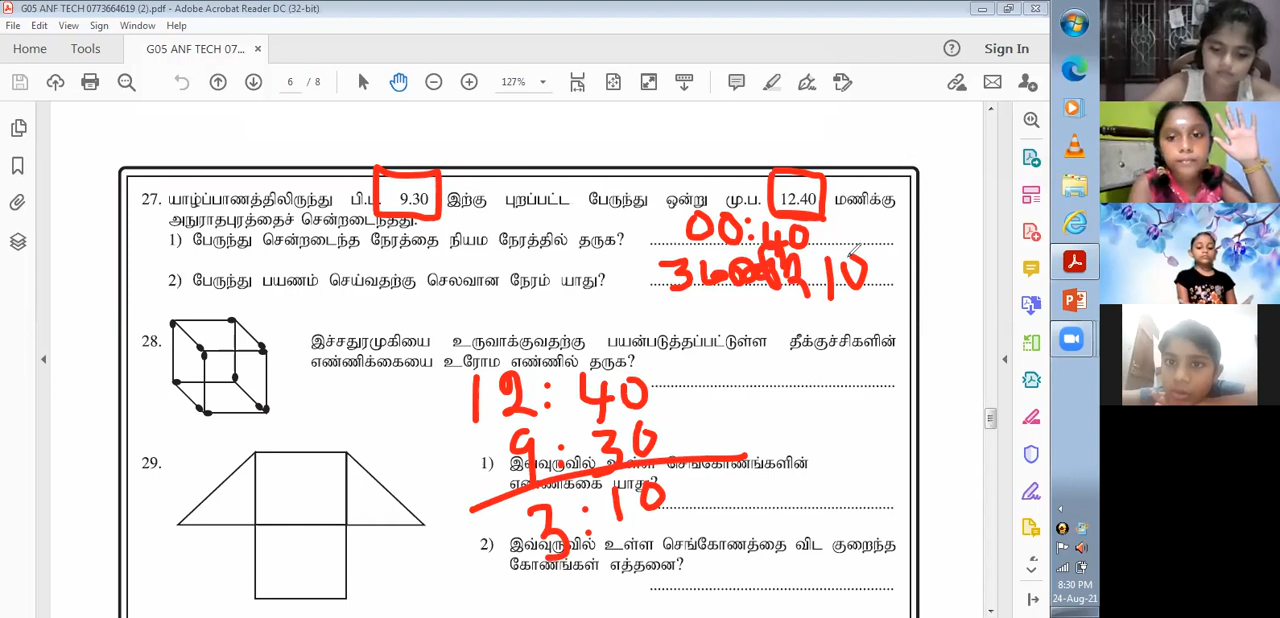 G05 ANF TECH 0773664619 (2).pdf - Adobe Acrobat Reader DC (32-bit)
File Edit View Sign Window Help
Home Tools G05 ANF TECH 07... × Sign In
6 / 8 127%
27. யாழ்ப்பாணத்திலிருந்து பி.ப. 9.30 இற்கு புறப்பட்ட பேருந்து ஒன்று மு.ப. 12.40 மணிக்கு
அநுராதபுரத்தைச் சென்றடைந்தது.
1) பேருந்து சென்றடைந்த நேரத்தை நியம நேரத்தில் தருக?
00:40
2) பேருந்து பயணம் செய்வதற்கு செலவான நேரம் யாது?
10
28. இச்சதுரமுகியை உருவாக்குவதற்கு பயன்படுத்தப்பட்டுள்ள தீக்குச்சிகளின்
எண்ணிக்கையை உரோம எண்ணில் தருக?
12:40
9:30
3:10
29. 1) இவ்வுருவில் உள்ள செங்கோணங்களின்
எண்ணிக்கை யாது?
2) இவ்வுருவில் உள்ள செங்கோணத்தை விட குறைந்த
கோணங்கள் எத்தனை?
8:30 PM
24-Aug-21